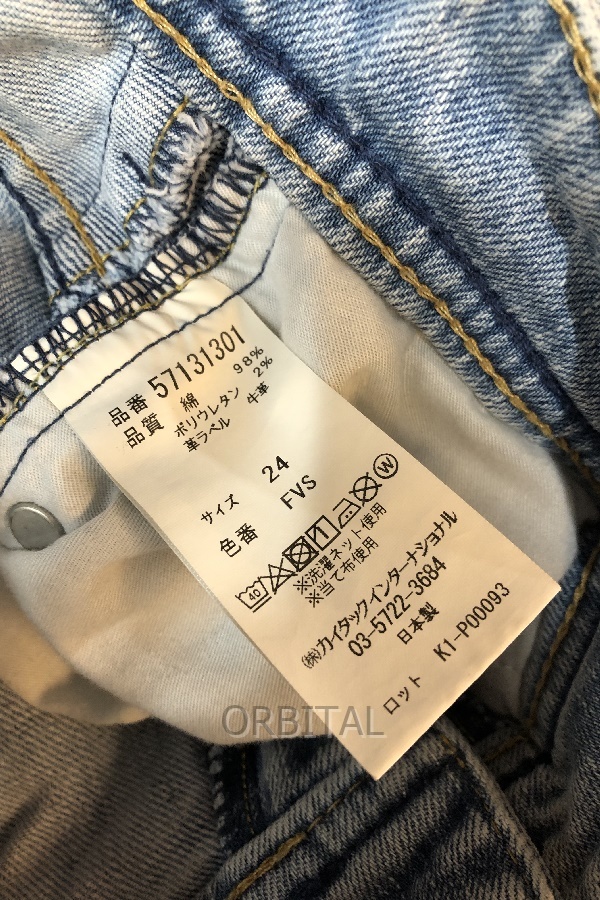 品番 57131301
品質 綿 98%
ポリウレタン 2%
革ラベル 牛革
サイズ 24
色番 FVS
40 W
※洗濯ネット使用
※当て布使用
㈱カイタックインターナショナル
03-5722-3684
日本製
ロット K1-P00093
ORBITAL